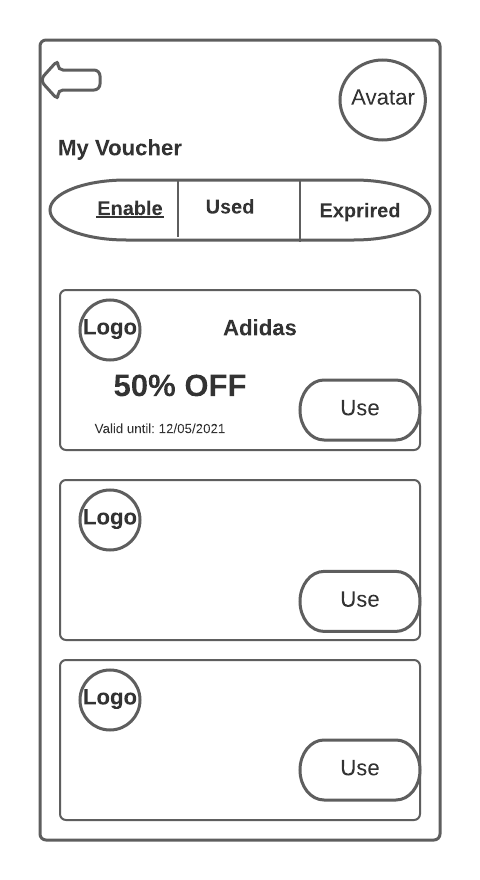 Avatar
My Voucher
Enable Used Exprired
Logo Adidas
50% OFF
Use
Valid until: 12/05/2021
Logo
Use
Logo
Use